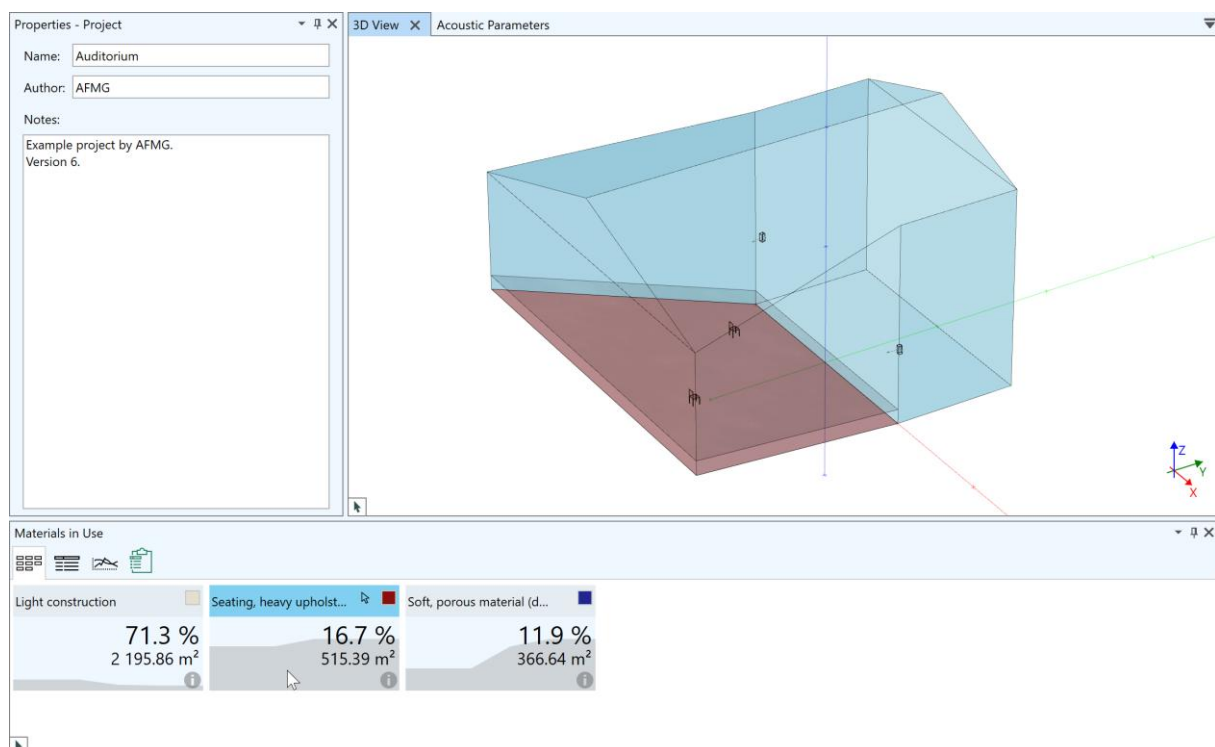 Properties - Project
Name: Auditorium
Author: AFMG
Notes:
Example project by AFMG.
Version 6.
3D View
Acoustic Parameters
Z
Y
X
Materials in Use
Light construction
71.3 %
2 195.86 m²
Seating, heavy upholst...
16.7 %
515.39 m²
Soft, porous material (d...
11.9 %
366.64 m²